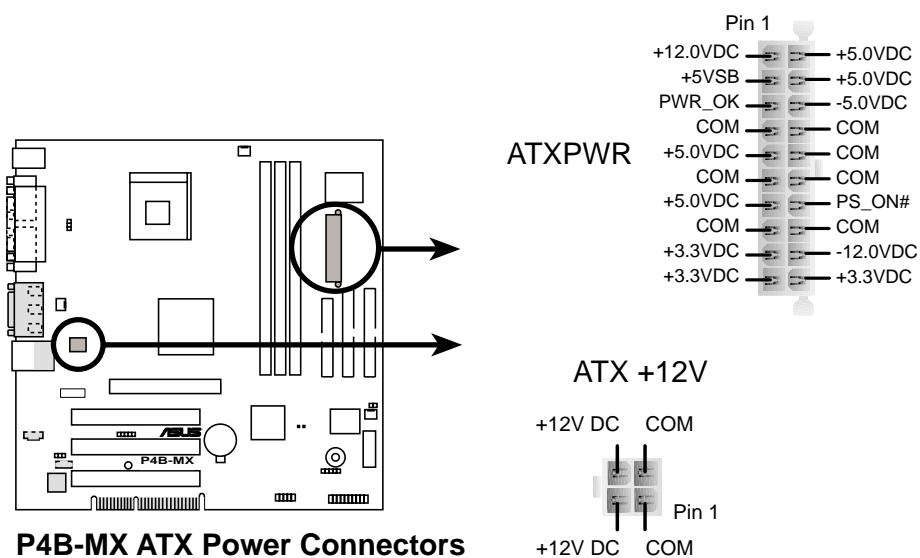 Pin 1
+12.0VDC +5.0VDC
+5VSB +5.0VDC
PWR_OK -5.0VDC
COM COM
ATXPWR
+5.0VDC COM
COM COM
+5.0VDC PS_ON#
COM COM
+3.3VDC -12.0VDC
+3.3VDC +3.3VDC
ATX +12V
+12V DC COM
Pin 1
+12V DC COM
ASUS
P4B-MX
P4B-MX ATX Power Connectors